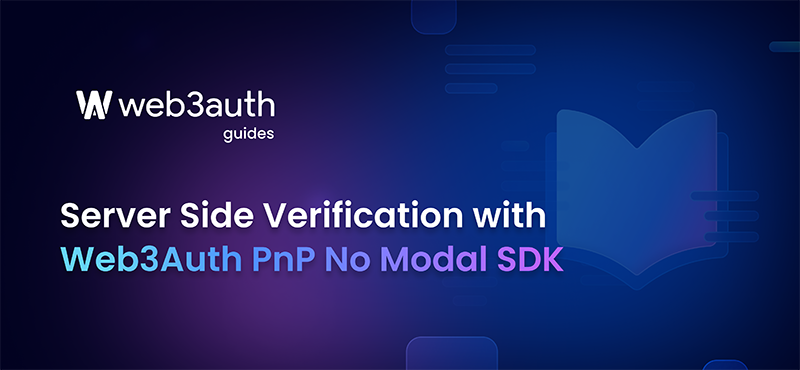 web3auth
guides
Server Side Verification with
Web3Auth PnP No Modal SDK